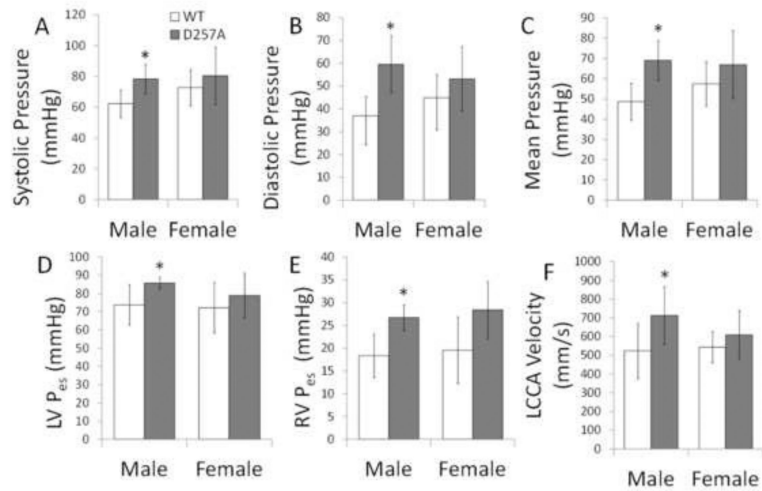 A
WT
D257A
Systolic Pressure
(mmHg)
120
100
80
60
40
20
0
*
Male Female
B
Diastolic Pressure
(mmHg)
80
70
60
50
40
30
20
10
0
*
Male Female
C
Mean Pressure
(mmHg)
100
90
80
70
60
50
40
30
20
10
0
*
Male Female
D
LV Pes (mmHg)
100
90
80
70
60
50
40
30
20
10
0
*
Male Female
E
RV Pes (mmHg)
40
35
30
25
20
15
10
5
0
*
Male Female
F
LCCA Velocity
(mm/s)
1000
900
800
700
600
500
400
300
200
100
0
*
Male Female